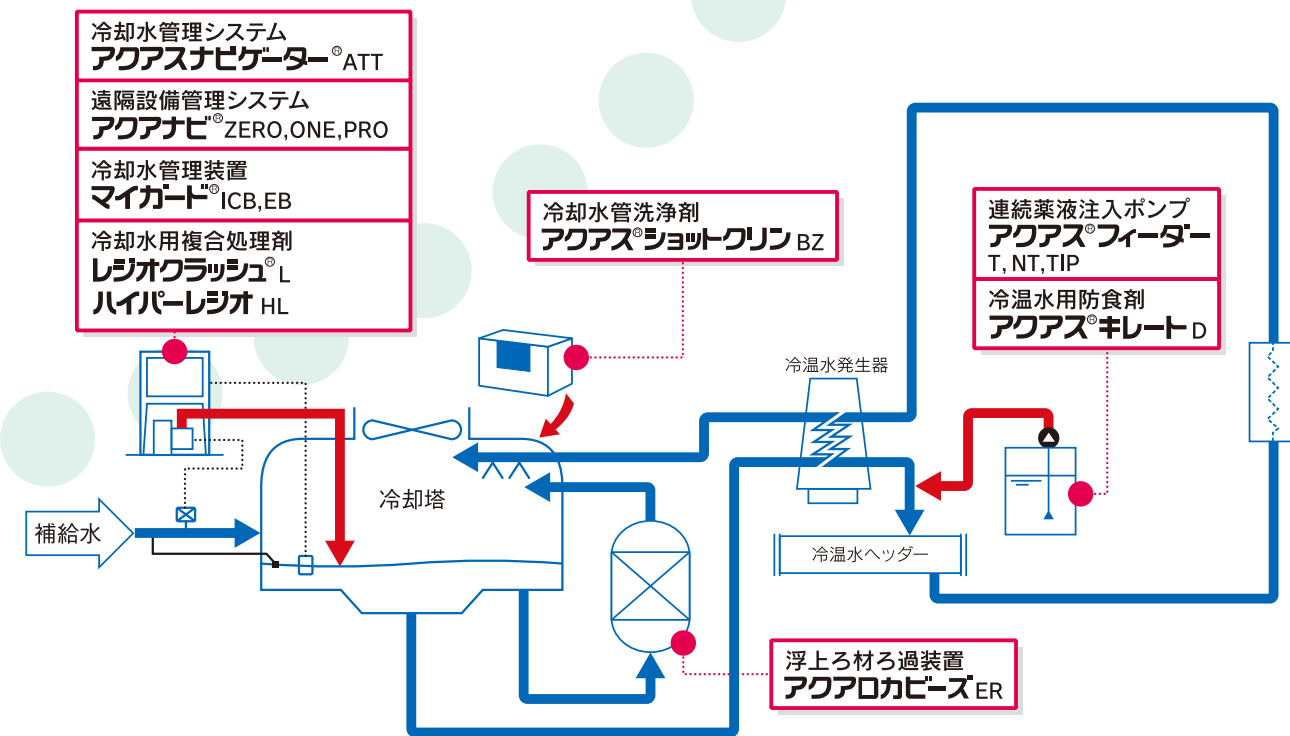 冷却水管理システム
アクアスナビゲーター®ATT
遠隔設備管理システム
アクアナビ®ZERO,ONE,PRO
冷却水管理装置
マイガード®ICB,EB
冷却水用複合処理剤
レジオクラッシュ®L
ハイパーレジオ HL
冷却水管洗浄剤
アクアス®ショットクリン BZ
連続薬液注入ポンプ
アクアス®フィーダー
T, NT,TIP
冷温水用防食剤
アクアス®キレート D
冷温水発生器
冷却塔
補給水
冷温水ヘッダー
浮上ろ材ろ過装置
アクアロカビーズ ER